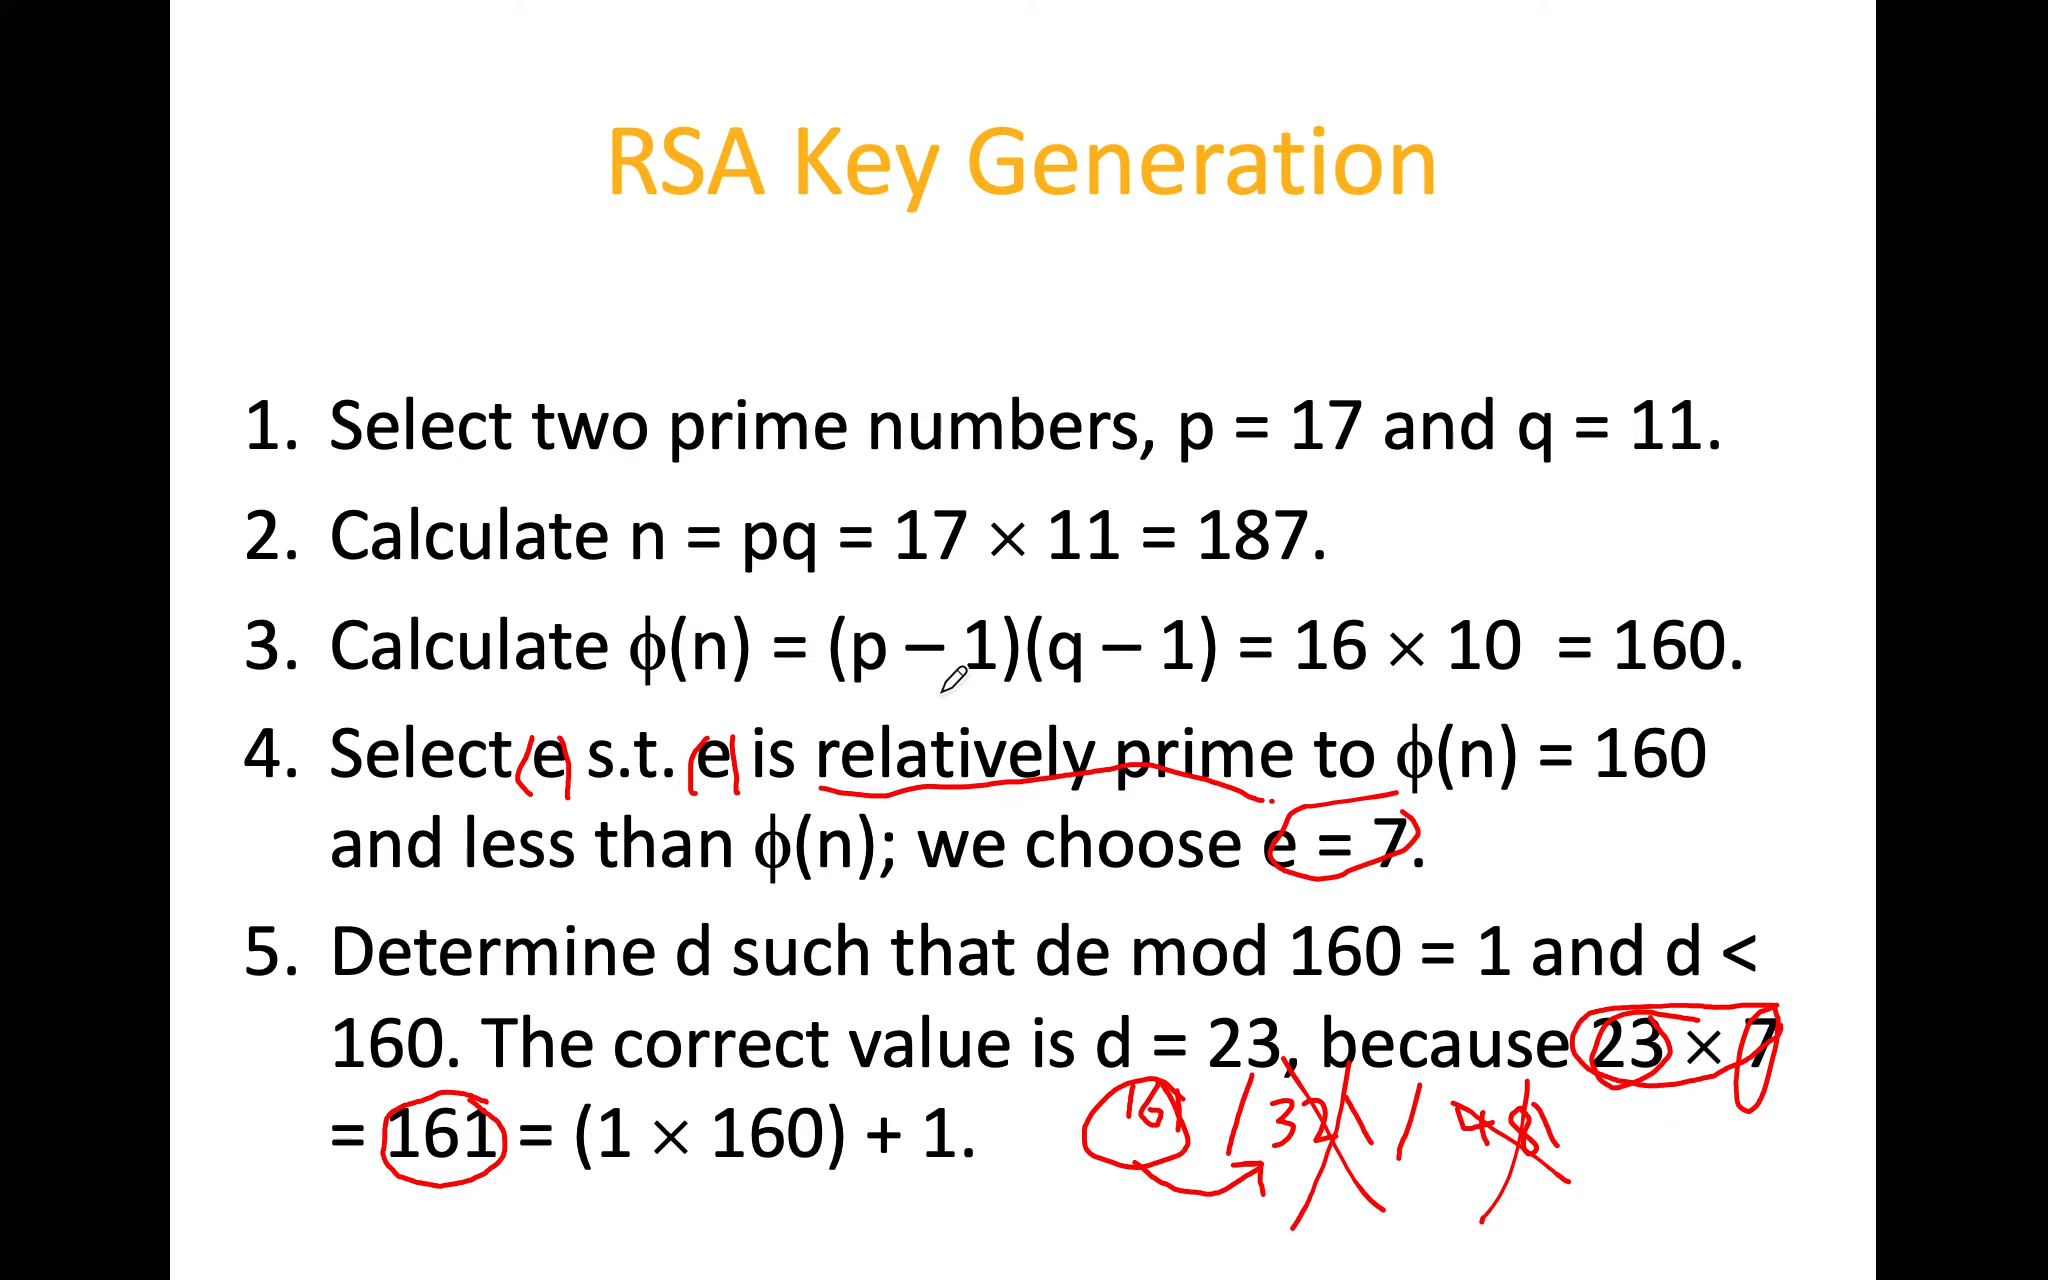 RSA Key Generation
1. Select two prime numbers, p = 17 and q = 11.
2. Calculate n = pq = 17 × 11 = 187.
3. Calculate ϕ(n) = (p – 1)(q – 1) = 16 × 10 = 160.
4. Select e s.t. e is relatively prime to ϕ(n) = 160
and less than ϕ(n); we choose e = 7.
5. Determine d such that de mod 160 = 1 and d <
160. The correct value is d = 23, because 23 × 7
= 161 = (1 × 160) + 1.
161 / 321 / 481